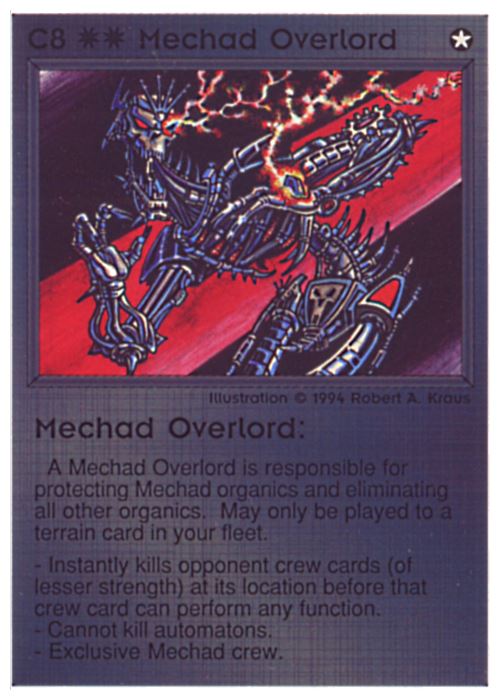 C8 ✷✷ Mechad Overlord
Illustration © 1994 Robert A. Kraus
Mechad Overlord:
A Mechad Overlord is responsible for
protecting Mechad organics and eliminating
all other organics. May only be played to a
terrain card in your fleet.
- Instantly kills opponent crew cards (of
lesser strength) at its location before that
crew card can perform any function.
- Cannot kill automatons.
- Exclusive Mechad crew.